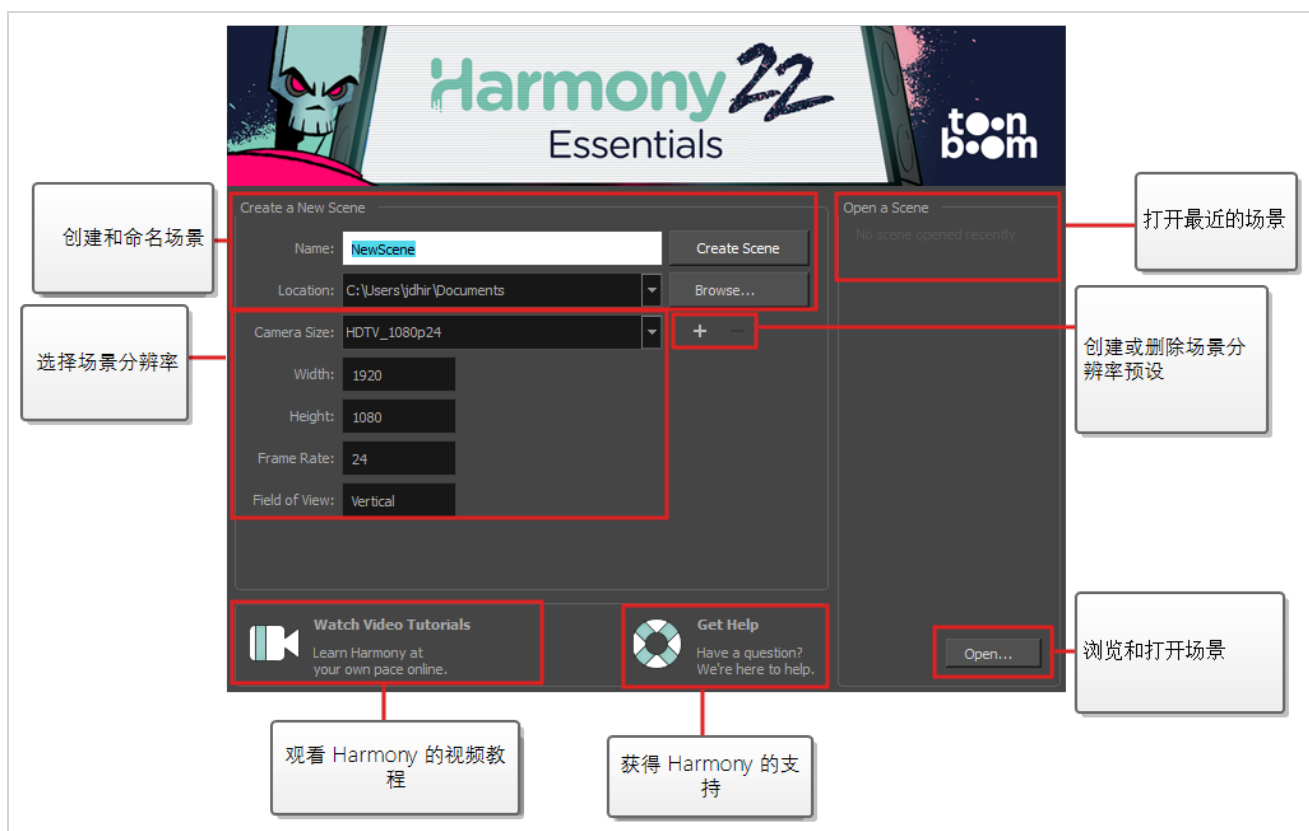 Harmony 22
Essentials
toon
boom
创建和命名场景
选择场景分辨率
Create a New Scene
Name:
NewScene
Create Scene
Location:
C:\Users\jdhir\Documents
Browse...
Camera Size:
HDTV_1080p24
+ −
Width:
1920
Height:
1080
Frame Rate:
24
Field of View:
Vertical
Open a Scene
No scene opened recently
打开最近的场景
创建或删除场景分
辨率预设
Watch Video Tutorials
Learn Harmony at
your own pace online.
Get Help
Have a question?
We're here to help.
Open...
浏览和打开场景
观看 Harmony 的视频教
程
获得 Harmony 的支
持